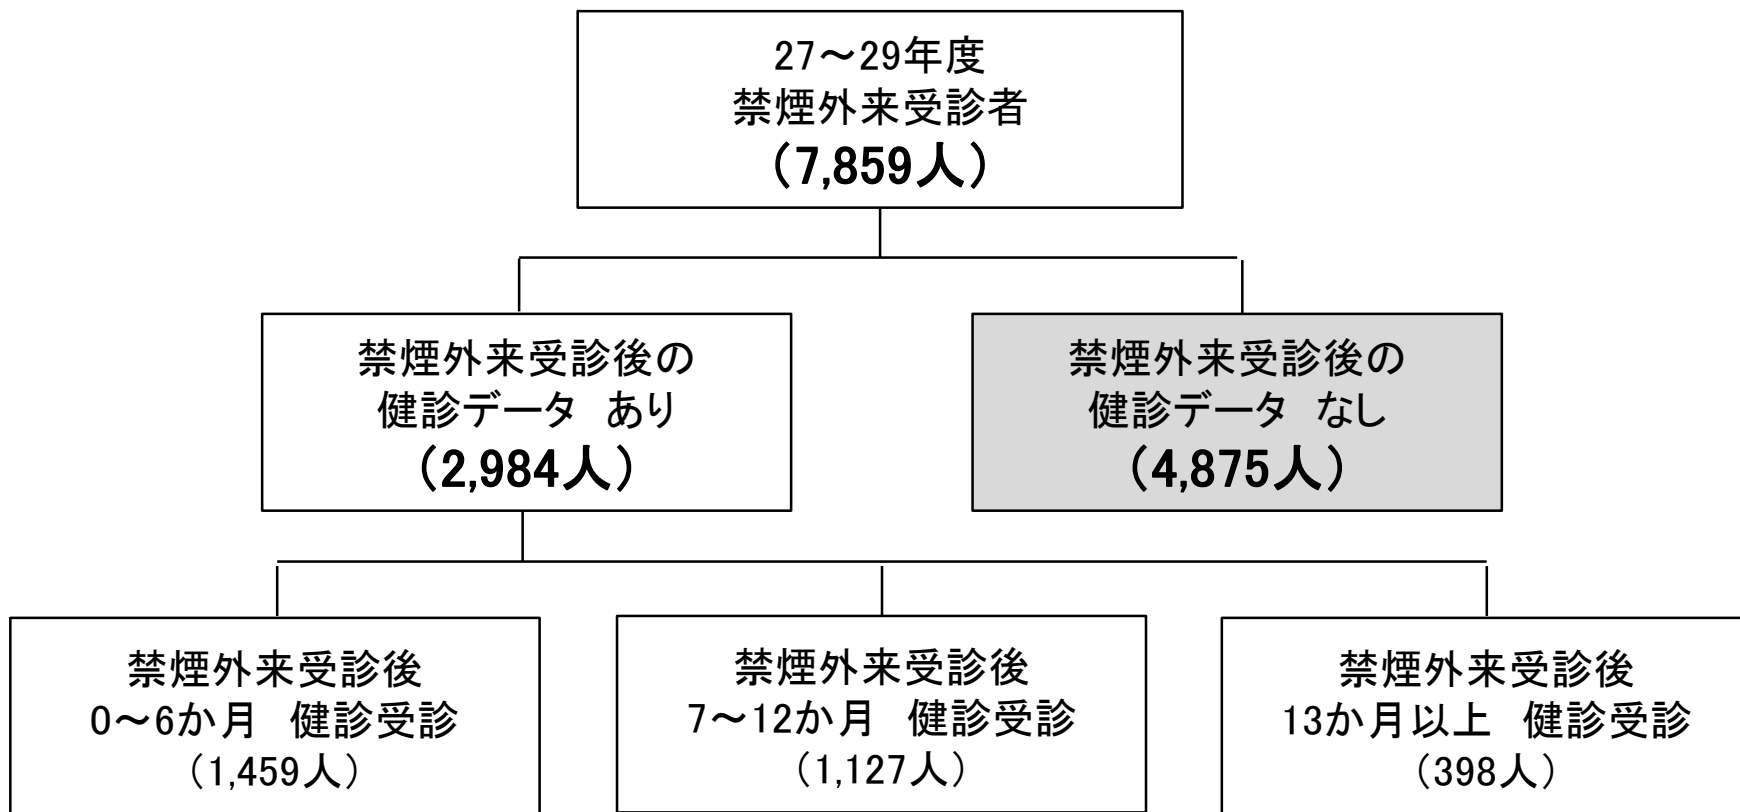 27～29年度
禁煙外来受診者
（7,859人）
禁煙外来受診後の
健診データ　あり
（2,984人）
禁煙外来受診後の
健診データ　なし
（4,875人）
禁煙外来受診後
0～6か月　健診受診
（1,459人）
禁煙外来受診後
7～12か月　健診受診
（1,127人）
禁煙外来受診後
13か月以上　健診受診
（398人）